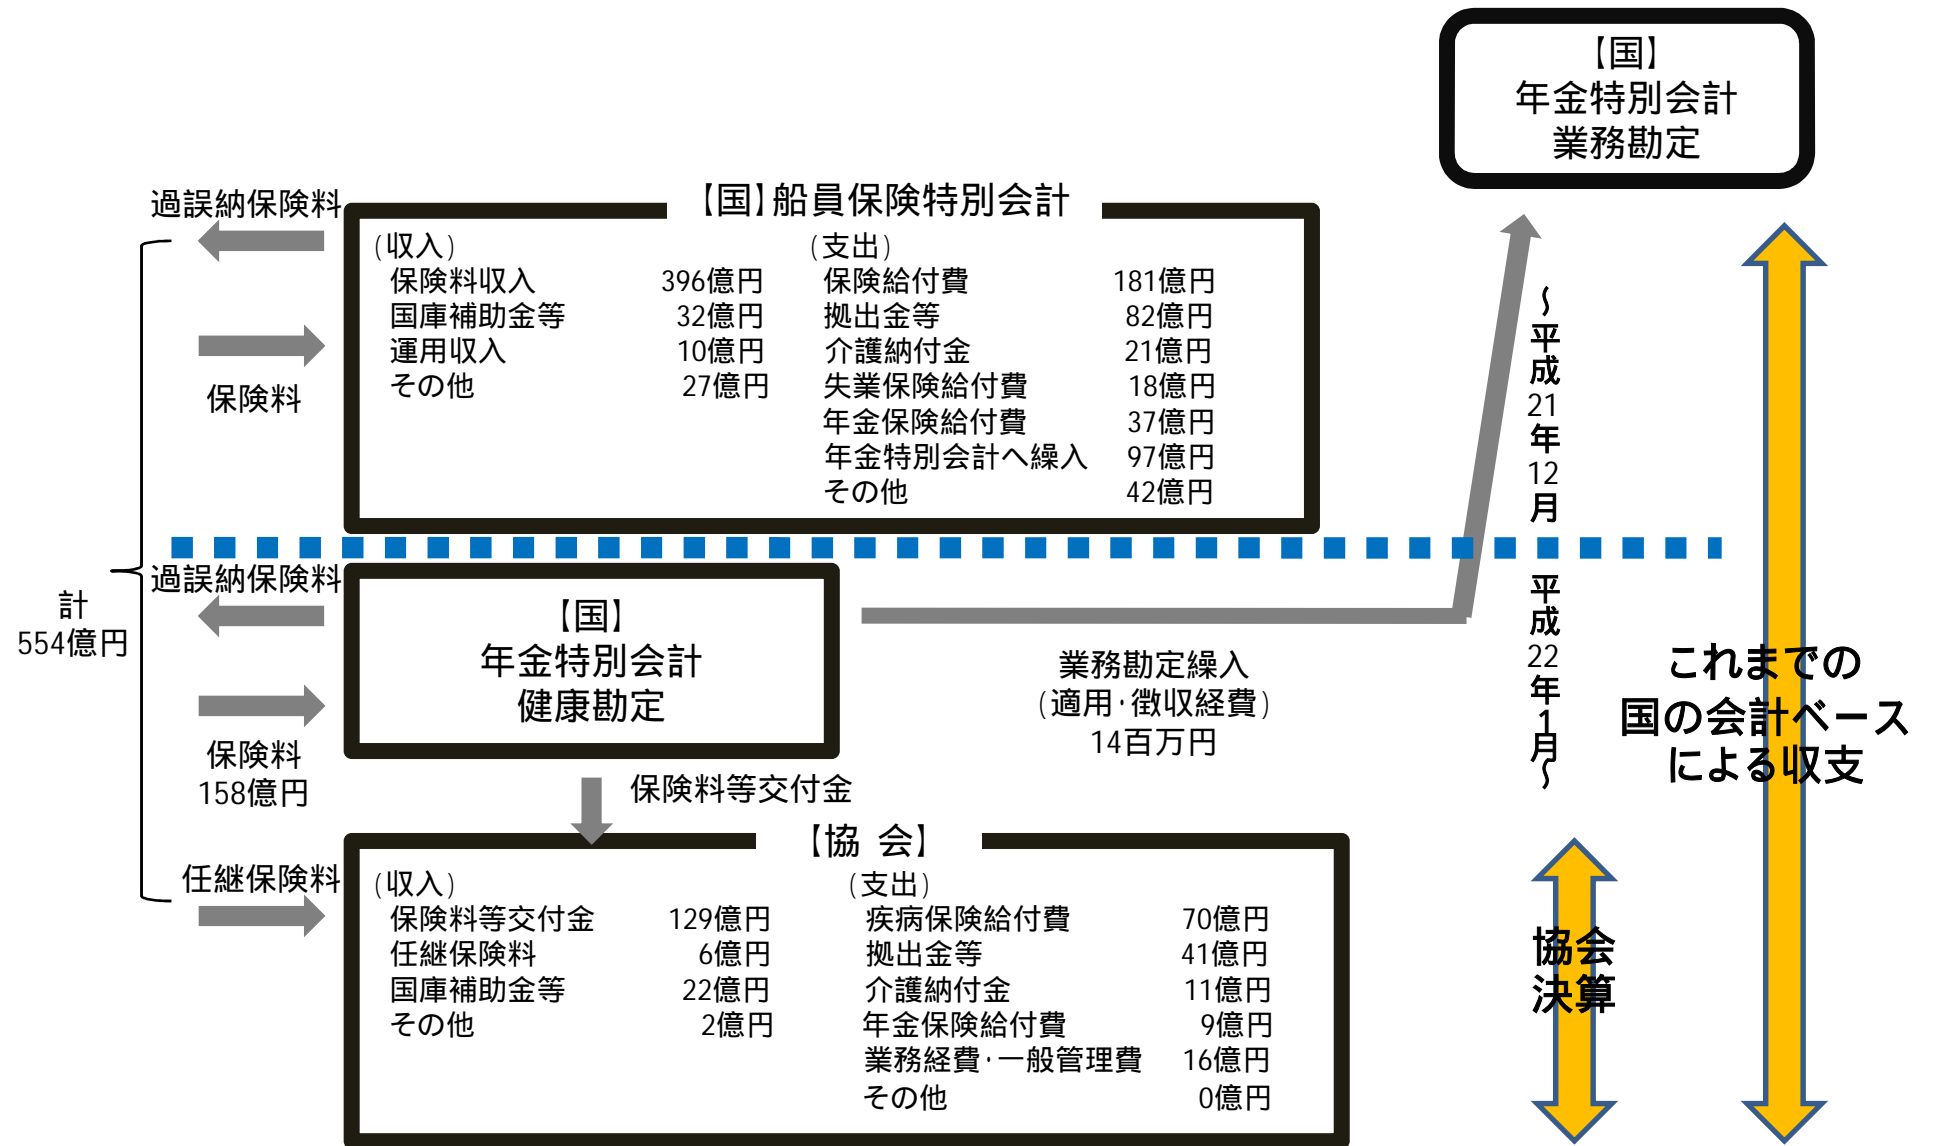 【国】
年金特別会計
業務勘定
過誤納保険料
【国】船員保険特別会計
(収入)
保険料収入 396億円
国庫補助金等 32億円
運用収入 10億円
その他 27億円
(支出)
保険給付費 181億円
拠出金等 82億円
介護納付金 21億円
失業保険給付費 18億円
年金保険給付費 37億円
年金特別会計へ繰入 97億円
その他 42億円
保険料
～平成21年12月
計
554億円
過誤納保険料
【国】
年金特別会計
健康勘定
業務勘定繰入
(適用・徴収経費)
14百万円
平成22年1月～
これまでの
国の会計ベース
による収支
保険料
158億円
保険料等交付金
【協 会】
任継保険料
(収入)
保険料等交付金 129億円
任継保険料 6億円
国庫補助金等 22億円
その他 2億円
(支出)
疾病保険給付費 70億円
拠出金等 41億円
介護納付金 11億円
年金保険給付費 9億円
業務経費・一般管理費 16億円
その他 0億円
協会
決算